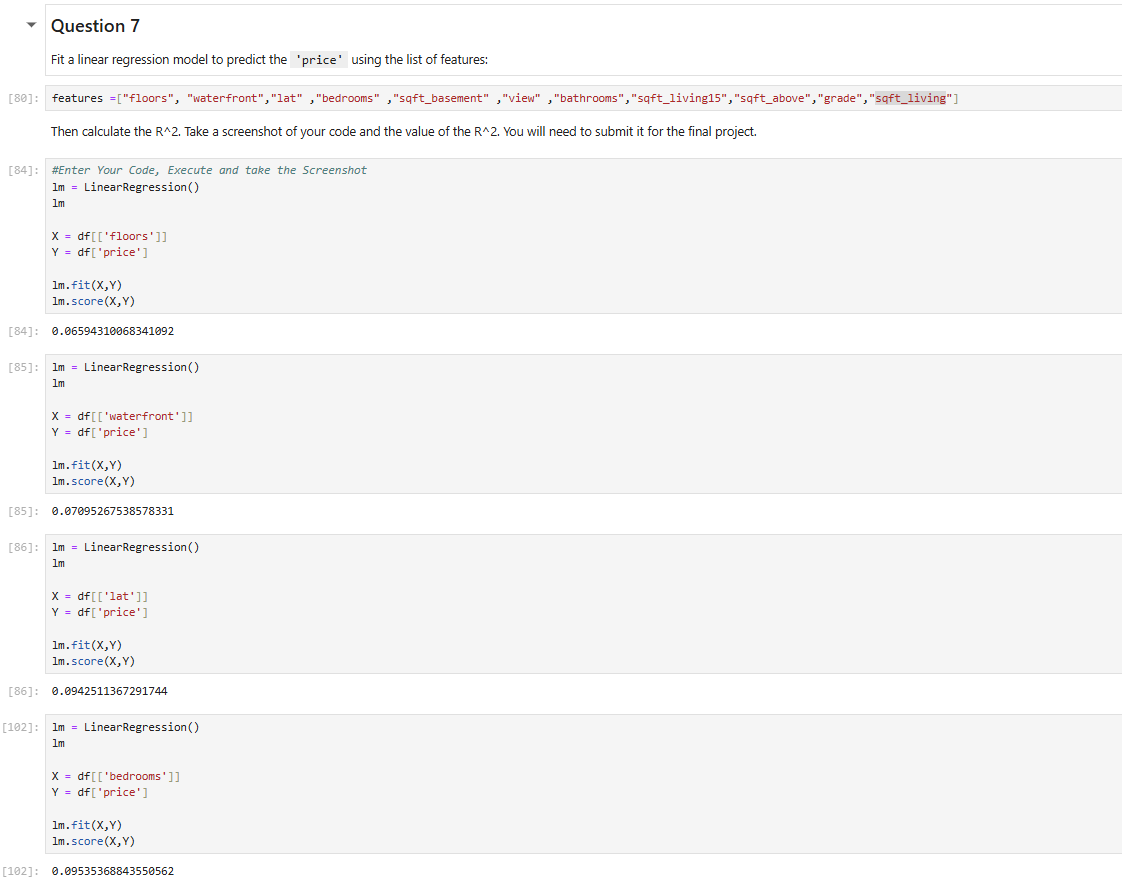 Question 7
Fit a linear regression model to predict the 'price' using the list of features:
[80]: features =["floors", "waterfront","lat" ,"bedrooms" ,"sqft_basement" ,"view" ,"bathrooms","sqft_living15","sqft_above","grade","sqft_living"]
Then calculate the R^2. Take a screenshot of your code and the value of the R^2. You will need to submit it for the final project.
[84]: #Enter Your Code, Execute and take the Screenshot
lm = LinearRegression()
lm
X = df[['floors']]
Y = df['price']
lm.fit(X,Y)
lm.score(X,Y)
[84]: 0.06594310068341092
[85]: lm = LinearRegression()
lm
X = df[['waterfront']]
Y = df['price']
lm.fit(X,Y)
lm.score(X,Y)
[85]: 0.07095267538578331
[86]: lm = LinearRegression()
lm
X = df[['lat']]
Y = df['price']
lm.fit(X,Y)
lm.score(X,Y)
[86]: 0.0942511367291744
[102]: lm = LinearRegression()
lm
X = df[['bedrooms']]
Y = df['price']
lm.fit(X,Y)
lm.score(X,Y)
[102]: 0.09535368843550562